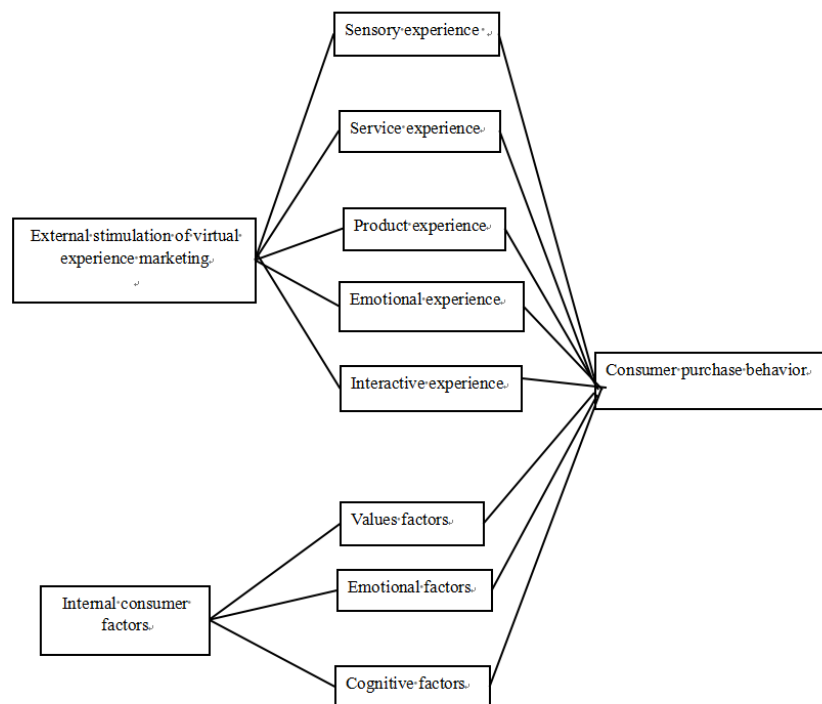 Sensory experience
Service experience
Product experience
External stimulation of virtual
experience marketing
Emotional experience
Interactive experience
Consumer purchase behavior
Values factors
Emotional factors
Internal consumer
factors
Cognitive factors